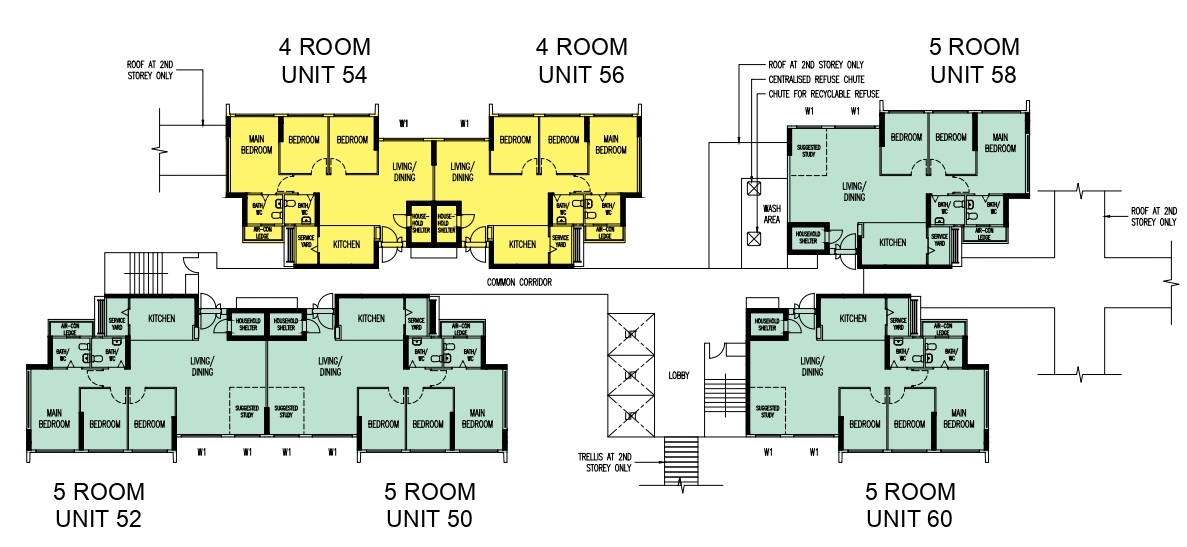 4 ROOM
UNIT 54
4 ROOM
UNIT 56
5 ROOM
UNIT 58
ROOF AT 2ND
STOREY ONLY
ROOF AT 2ND STOREY ONLY
CENTRALISED REFUSE CHUTE
CHUTE FOR RECYCLABLE REFUSE
W1
W1
W1
W1
MAIN
BEDROOM
BEDROOM
BEDROOM
LIVING/
DINING
BATH/
WC
BATH/
WC
AIR-CON
LEDGE
SERVICE
YARD
KITCHEN
HOUSE-
HOLD
SHELTER
HOUSE-
HOLD
SHELTER
LIVING/
DINING
BEDROOM
BEDROOM
MAIN
BEDROOM
BATH/
WC
BATH/
WC
AIR-CON
LEDGE
SERVICE
YARD
KITCHEN
SUGGESTED
STUDY
BEDROOM
BEDROOM
MAIN
BEDROOM
LIVING/
DINING
BATH/
WC
BATH/
WC
AIR-CON
LEDGE
SERVICE
YARD
KITCHEN
HOUSEHOLD
SHELTER
WASH
AREA
ROOF AT 2ND
STOREY ONLY
COMMON CORRIDOR
AIR-CON
LEDGE
SERVICE
YARD
KITCHEN
HOUSEHOLD
SHELTER
BATH/
WC
BATH/
WC
LIVING/
DINING
MAIN
BEDROOM
BEDROOM
BEDROOM
SUGGESTED
STUDY
W1
W1
HOUSEHOLD
SHELTER
KITCHEN
SERVICE
YARD
AIR-CON
LEDGE
BATH/
WC
BATH/
WC
LIVING/
DINING
SUGGESTED
STUDY
BEDROOM
BEDROOM
MAIN
BEDROOM
W1
W1
LIFT
LIFT
LIFT
LOBBY
TRELLIS AT 2ND
STOREY ONLY
HOUSEHOLD
SHELTER
KITCHEN
SERVICE
YARD
AIR-CON
LEDGE
BATH/
WC
BATH/
WC
LIVING/
DINING
SUGGESTED
STUDY
BEDROOM
BEDROOM
MAIN
BEDROOM
W1
W1
5 ROOM
UNIT 52
5 ROOM
UNIT 50
5 ROOM
UNIT 60